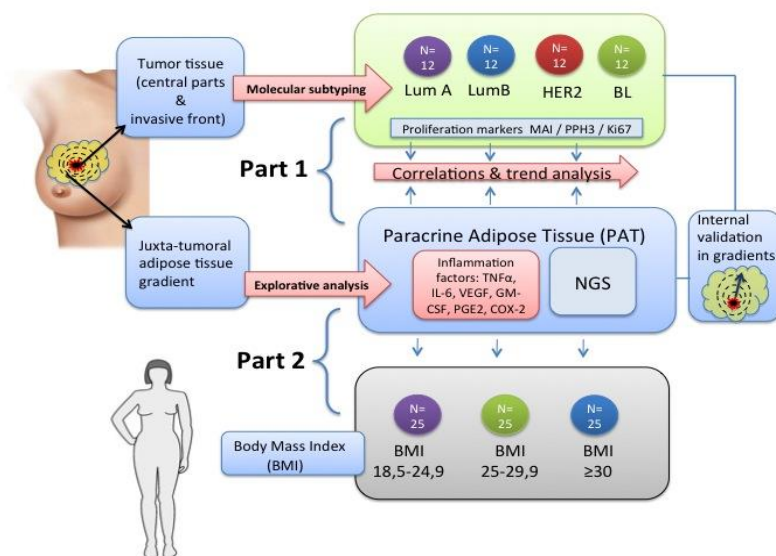 Tumor tissue
(central parts
&
invasive front)
Molecular subtyping
N=
12
N=
12
N=
12
N=
12
Lum A
LumB
HER2
BL
Proliferation markers MAI / PPH3 / Ki67
Part 1
Correlations & trend analysis
Juxta-tumoral
adipose tissue
gradient
Explorative analysis
Paracrine Adipose Tissue (PAT)
Inflammation
factors: TNFα,
IL-6, VEGF, GM-
CSF, PGE2, COX-2
NGS
Internal
validation
in gradients
Part 2
Body Mass Index
(BMI)
N=
25
N=
25
N=
25
BMI
18,5-24,9
BMI
25-29,9
BMI
≥30